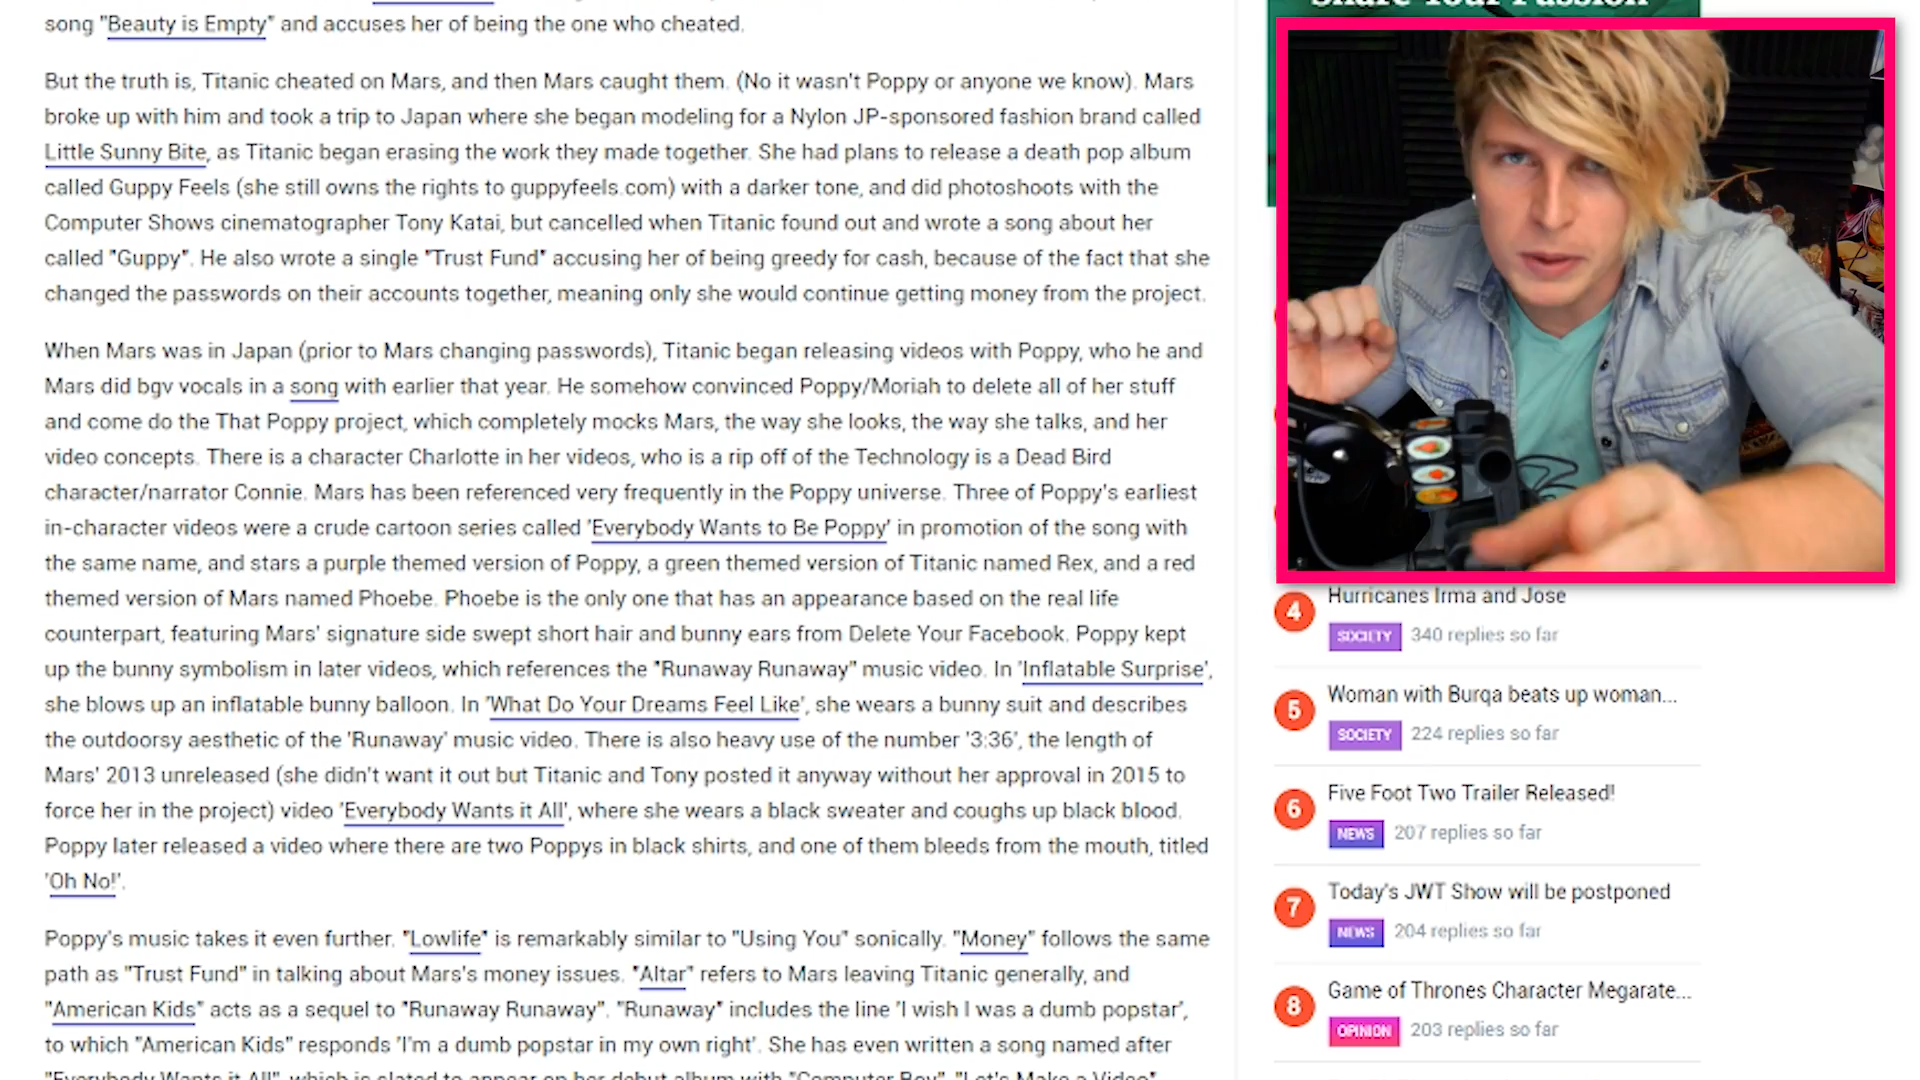 song "Beauty is Empty" and accuses her of being the one who cheated.
But the truth is, Titanic cheated on Mars, and then Mars caught them. (No it wasn't Poppy or anyone we know). Mars
broke up with him and took a trip to Japan where she began modeling for a Nylon JP-sponsored fashion brand called
Little Sunny Bite, as Titanic began erasing the work they made together. She had plans to release a death pop album
called Guppy Feels (she still owns the rights to guppyfeels.com) with a darker tone, and did photoshoots with the
Computer Shows cinematographer Tony Katai, but cancelled when Titanic found out and wrote a song about her
called "Guppy". He also wrote a single "Trust Fund" accusing her of being greedy for cash, because of the fact that she
changed the passwords on their accounts together, meaning only she would continue getting money from the project.
When Mars was in Japan (prior to Mars changing passwords), Titanic began releasing videos with Poppy, who he and
Mars did bgv vocals in a song with earlier that year. He somehow convinced Poppy/Moriah to delete all of her stuff
and come do the That Poppy project, which completely mocks Mars, the way she looks, the way she talks, and her
video concepts. There is a character Charlotte in her videos, who is a rip off of the Technology is a Dead Bird
character/narrator Connie. Mars has been referenced very frequently in the Poppy universe. Three of Poppy's earliest
in-character videos were a crude cartoon series called 'Everybody Wants to Be Poppy' in promotion of the song with
the same name, and stars a purple themed version of Poppy, a green themed version of Titanic named Rex, and a red
themed version of Mars named Phoebe. Phoebe is the only one that has an appearance based on the real life
counterpart, featuring Mars' signature side swept short hair and bunny ears from Delete Your Facebook. Poppy kept
up the bunny symbolism in later videos, which references the "Runaway Runaway" music video. In 'Inflatable Surprise',
she blows up an inflatable bunny balloon. In 'What Do Your Dreams Feel Like', she wears a bunny suit and describes
the outdoorsy aesthetic of the 'Runaway' music video. There is also heavy use of the number '3:36', the length of
Mars' 2013 unreleased (she didn't want it out but Titanic and Tony posted it anyway without her approval in 2015 to
force her in the project) video 'Everybody Wants it All', where she wears a black sweater and coughs up black blood.
Poppy later released a video where there are two Poppys in black shirts, and one of them bleeds from the mouth, titled
'Oh No!'.
Poppy's music takes it even further. "Lowlife" is remarkably similar to "Using You" sonically. "Money" follows the same
path as "Trust Fund" in talking about Mars's money issues. "Altar" refers to Mars leaving Titanic generally, and
"American Kids" acts as a sequel to "Runaway Runaway". "Runaway" includes the line 'I wish I was a dumb popstar',
to which "American Kids" responds 'I'm a dumb popstar in my own right'. She has even written a song named after
"Everybody Wants it All", which is slated to appear on her debut album with "Computer Boy", "Let's Make a Video"
Share Your Passion
4
Hurricanes Irma and Jose
SOCIETY 340 replies so far
5
Woman with Burqa beats up woman...
SOCIETY 224 replies so far
6
Five Foot Two Trailer Released!
NEWS 207 replies so far
7
Today's JWT Show will be postponed
NEWS 204 replies so far
8
Game of Thrones Character Megarate...
OPINION 203 replies so far